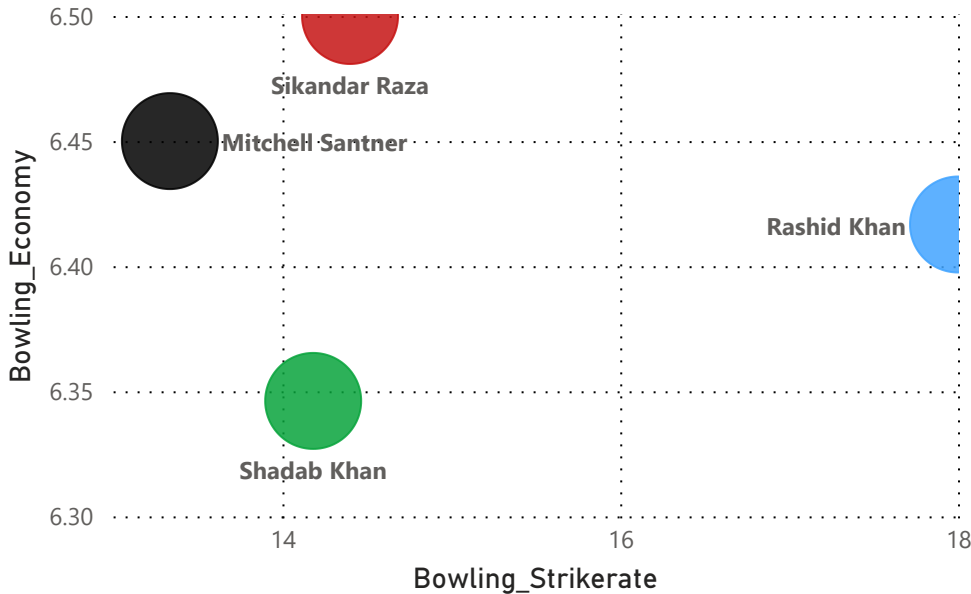 6.50
Sikandar Raza
6.45
Mitchell Santner
Rashid Khan
6.40
6.35
Shadab Khan
6.30
14
16
18
Bowling_Strikerate
Bowling_Economy